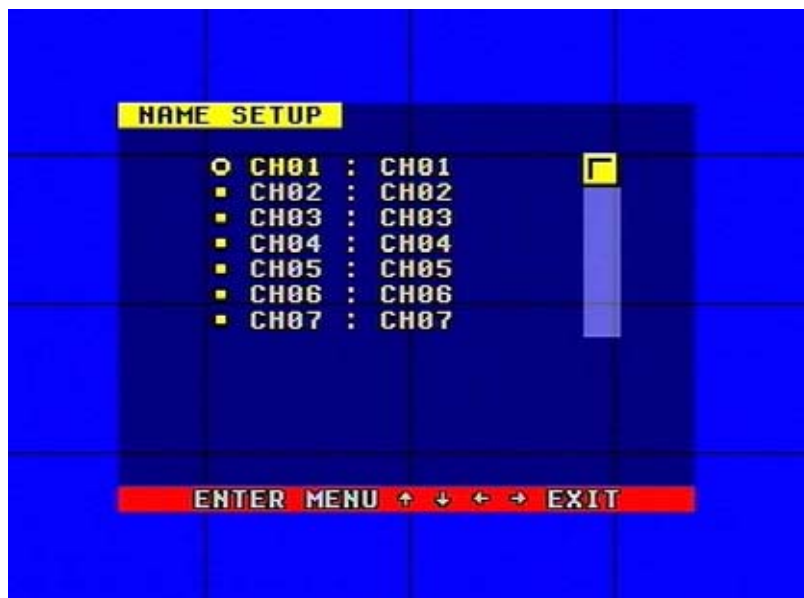 NAME SETUP
CH01 : CH01
CH02 : CH02
CH03 : CH03
CH04 : CH04
CH05 : CH05
CH06 : CH06
CH07 : CH07
ENTER MENU ↑ ↓ ← → EXIT